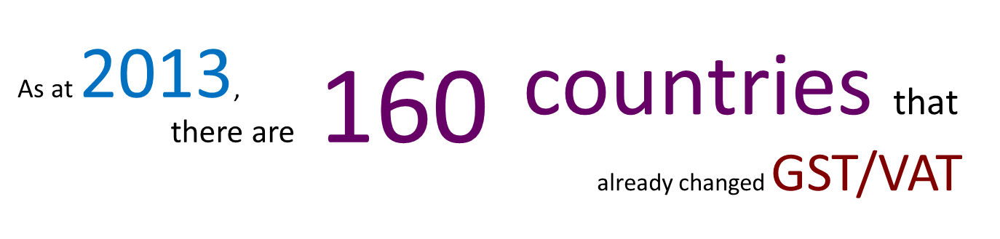 As at 2013,
there are 160 countries that
already changed GST/VAT